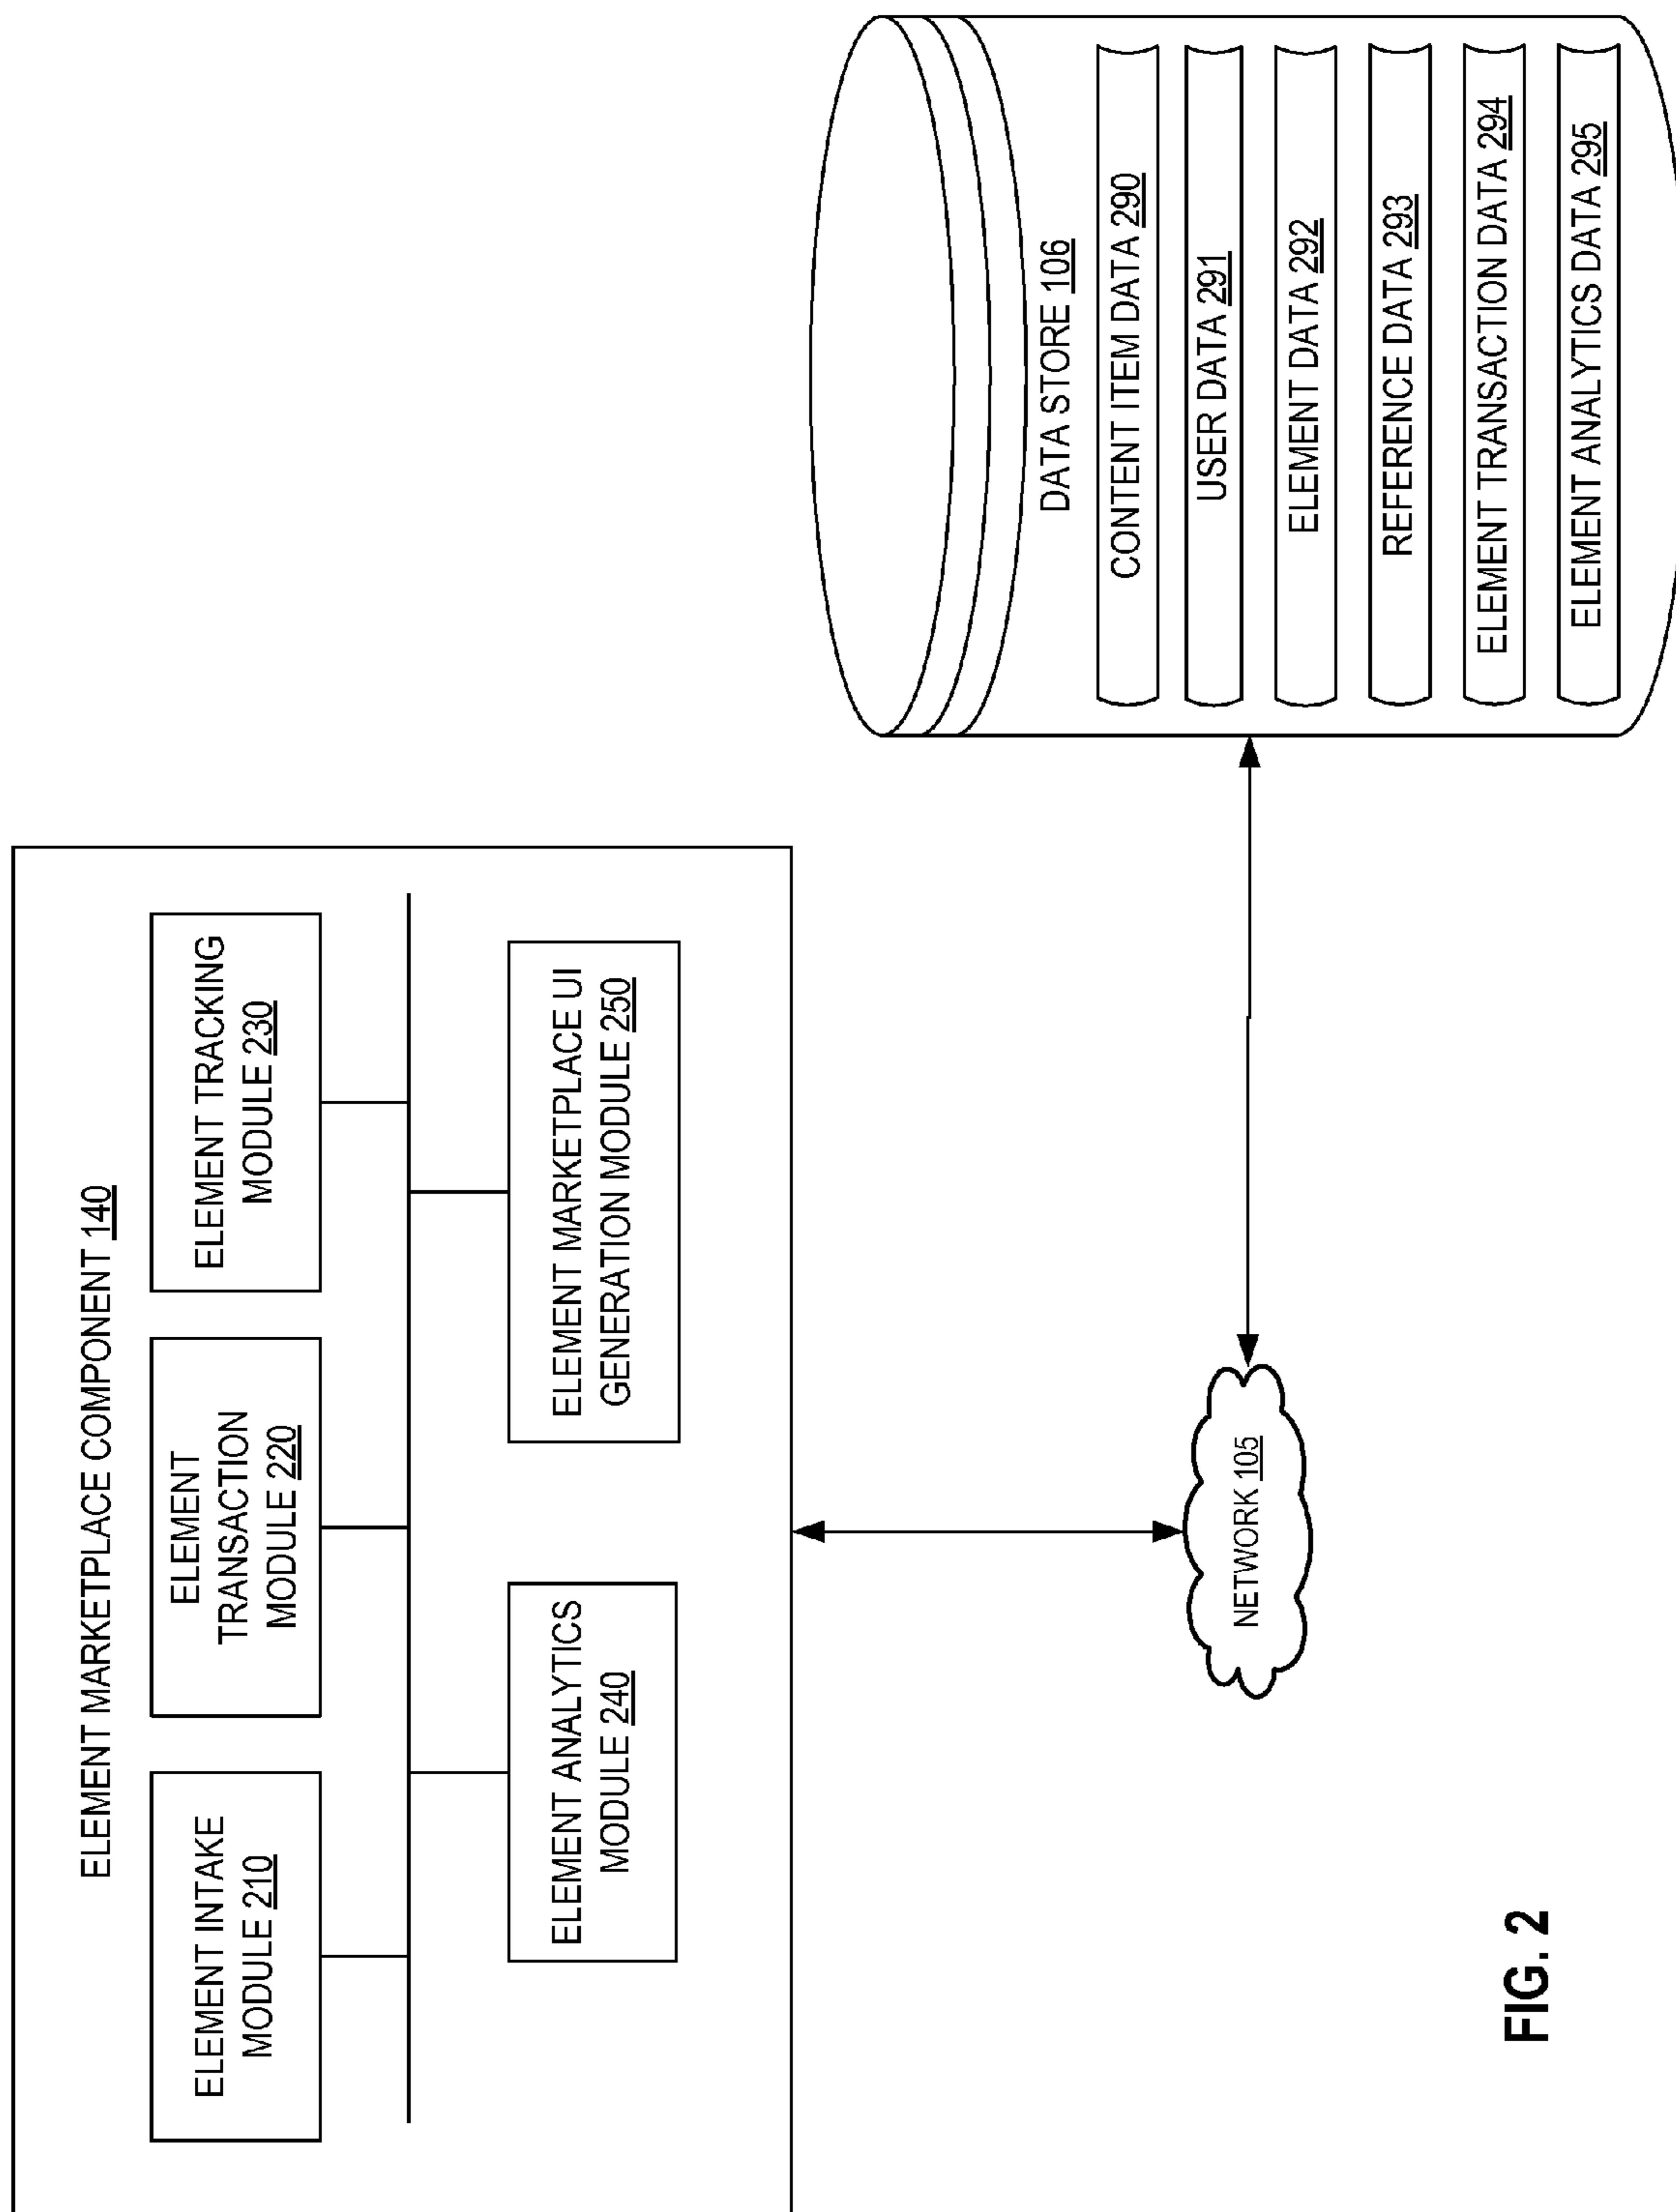 ELEMENT MARKETPLACE COMPONENT 140
ELEMENT INTAKE
MODULE 210
ELEMENT
TRANSACTION
MODULE 220
ELEMENT TRACKING
MODULE 230
ELEMENT ANALYTICS
MODULE 240
ELEMENT MARKETPLACE UI
GENERATION MODULE 250
NETWORK 105
DATA STORE 106
CONTENT ITEM DATA 290
USER DATA 291
ELEMENT DATA 292
REFERENCE DATA 293
ELEMENT TRANSACTION DATA 294
ELEMENT ANALYTICS DATA 295
FIG. 2